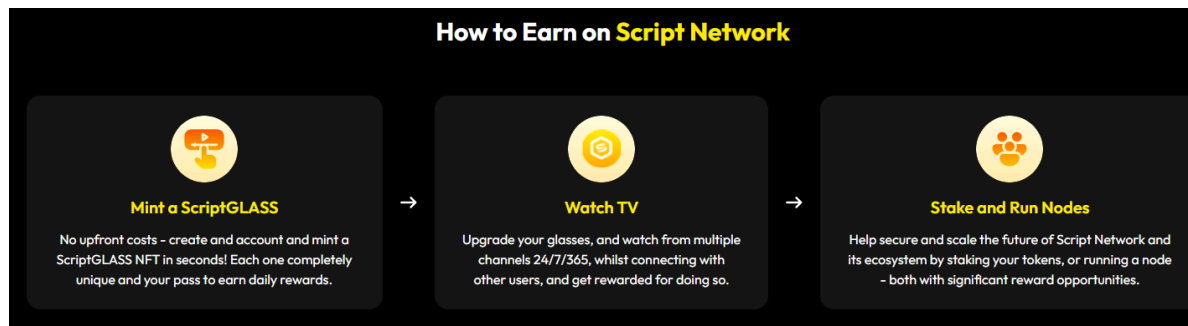 How to Earn on Script Network
Mint a ScriptGLASS
No upfront costs - create and account and mint a
ScriptGLASS NFT in seconds! Each one completely
unique and your pass to earn daily rewards.
Watch TV
Upgrade your glasses, and watch from multiple
channels 24/7/365, whilst connecting with
other users, and get rewarded for doing so.
Stake and Run Nodes
Help secure and scale the future of Script Network and
its ecosystem by staking your tokens, or running a node
- both with significant reward opportunities.